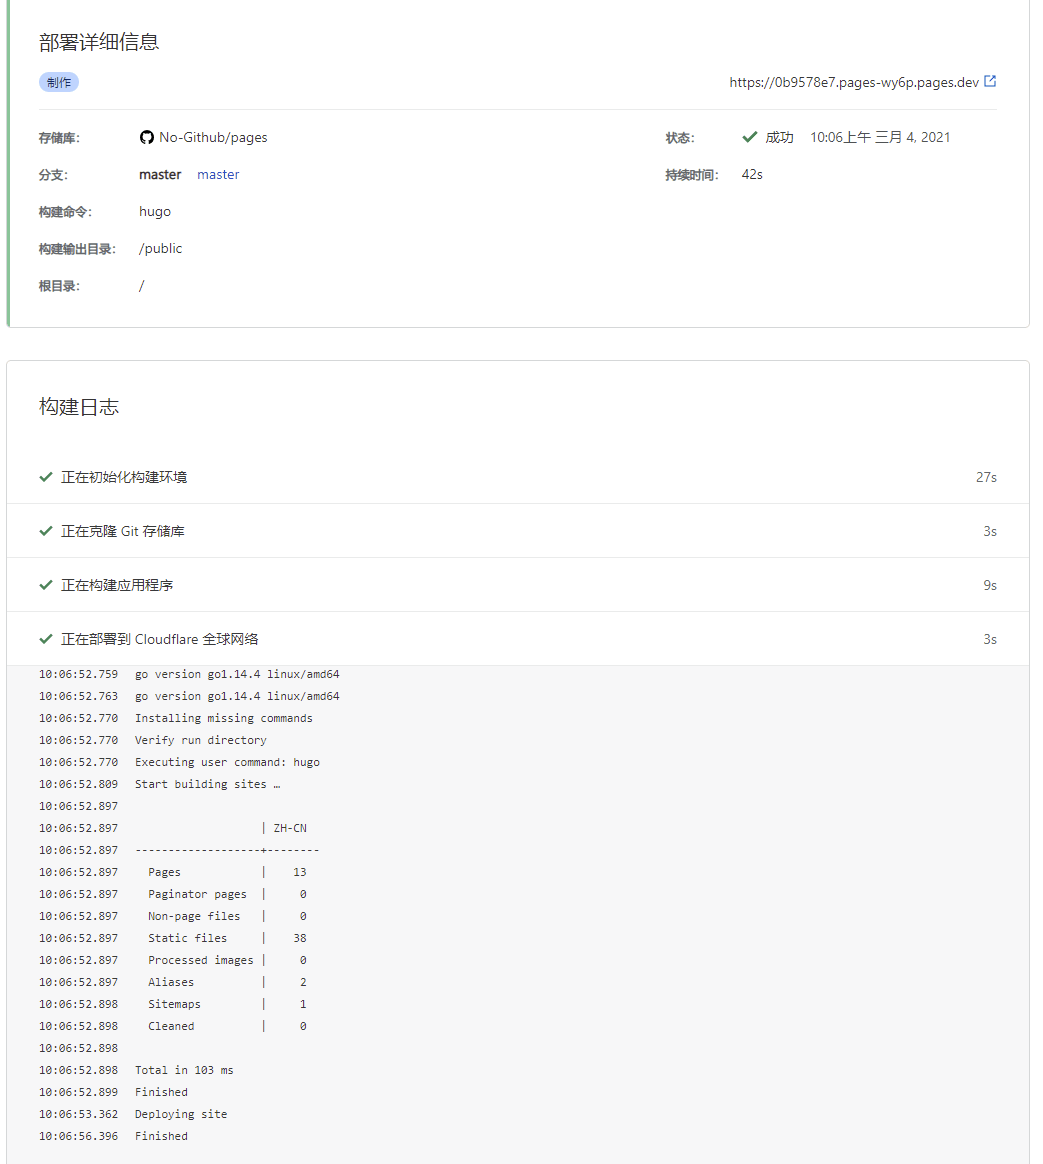 部署详细信息
制作 https://0b9578e7.pages-wy6p.pages.dev
存储库: No-Github/pages 状态: 成功 10:06上午 三月 4, 2021
分支: master master 持续时间: 42s
构建命令: hugo
构建输出目录: /public
根目录: /
构建日志
正在初始化构建环境 27s
正在克隆 Git 存储库 3s
正在构建应用程序 9s
正在部署到 Cloudflare 全球网络 3s
10:06:52.759 go version go1.14.4 linux/amd64
10:06:52.763 go version go1.14.4 linux/amd64
10:06:52.770 Installing missing commands
10:06:52.770 Verify run directory
10:06:52.770 Executing user command: hugo
10:06:52.809 Start building sites …
10:06:52.897
10:06:52.897                    | ZH-CN
10:06:52.897 -------------------+--------
10:06:52.897   Pages            |    13
10:06:52.897   Paginator pages  |     0
10:06:52.897   Non-page files   |     0
10:06:52.897   Static files     |    38
10:06:52.897   Processed images |     0
10:06:52.897   Aliases          |     2
10:06:52.898   Sitemaps         |     1
10:06:52.898   Cleaned          |     0
10:06:52.898
10:06:52.898 Total in 103 ms
10:06:52.899 Finished
10:06:53.362 Deploying site
10:06:56.396 Finished